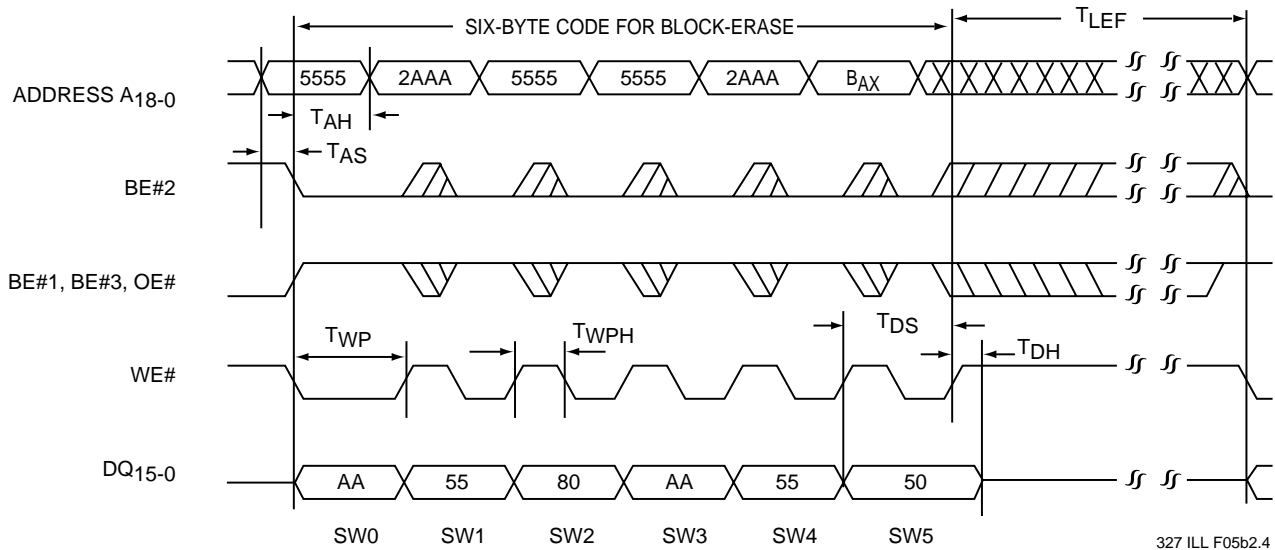 SIX-BYTE CODE FOR BLOCK-ERASE
TLEF
ADDRESS A18-0
5555
2AAA
5555
5555
2AAA
BAX
TAH
TAS
BE#2
BE#1, BE#3, OE#
TWP
TWPH
TDS
TDH
WE#
DQ15-0
AA
55
80
AA
55
50
SW0
SW1
SW2
SW3
SW4
SW5
327 ILL F05b2.4